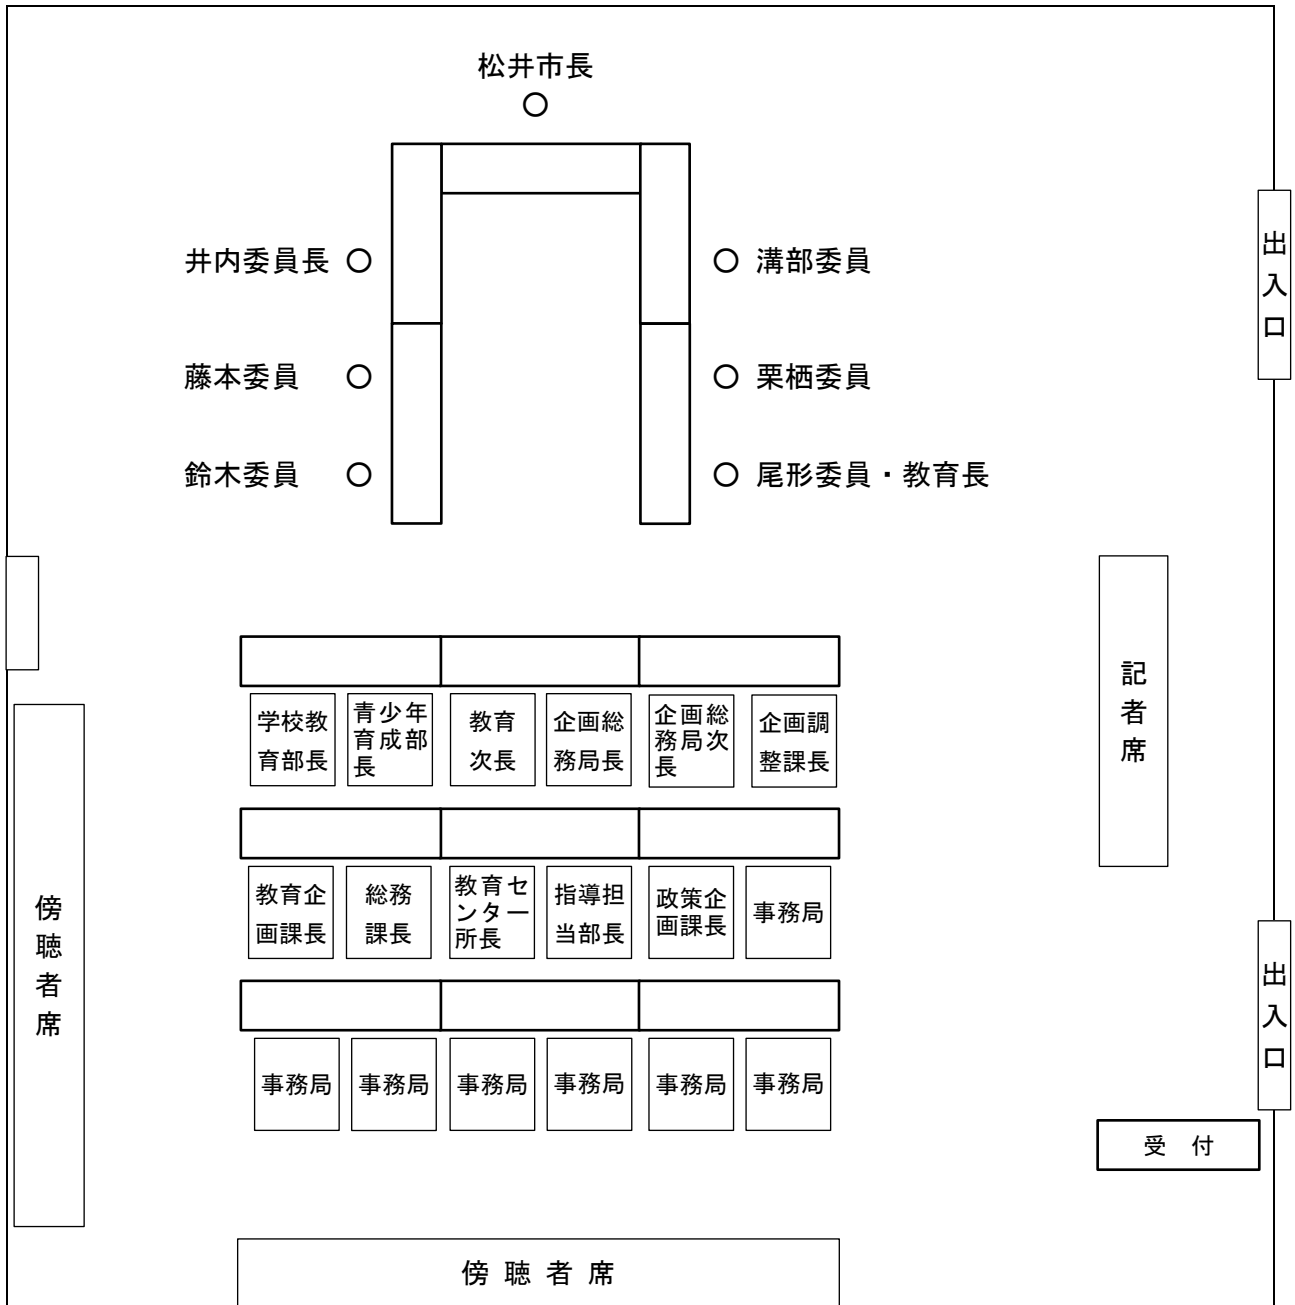 松井市長
井内委員長
溝部委員
出入口
藤本委員
栗栖委員
鈴木委員
尾形委員・教育長
記者席
学校教
育部長
青少年
育成部
長
教育
次長
企画総
務局長
企画総
務局次
長
企画調
整課長
傍聴者席
教育企
画課長
総務
課長
教育セ
ンター
所長
指導担
当部長
政策企
画課長
事務局
出入口
事務局
事務局
事務局
事務局
事務局
事務局
受 付
傍聴者席